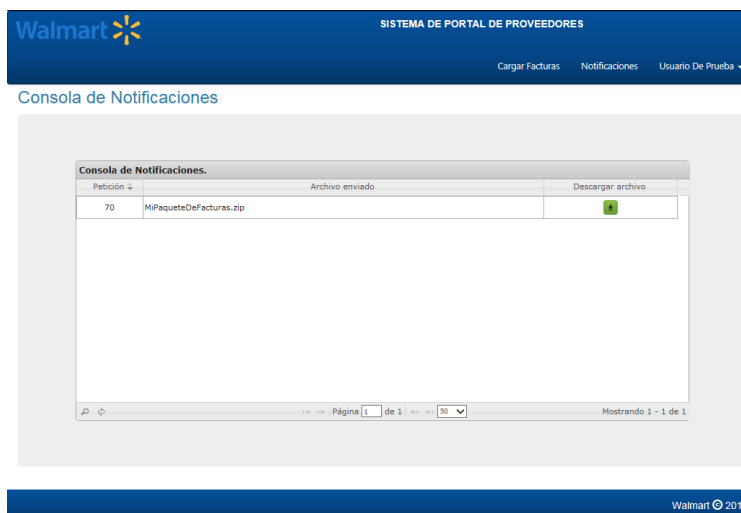 Walmart
SISTEMA DE PORTAL DE PROVEEDORES
Cargar Facturas Notificaciones Usuario De Prueba
Consola de Notificaciones
Consola de Notificaciones.
Petición Archivo enviado Descargar archivo
70 MiPaqueteDeFacturas.zip
Página 1 de 1 50 Mostrando 1 - 1 de 1
Walmart © 201